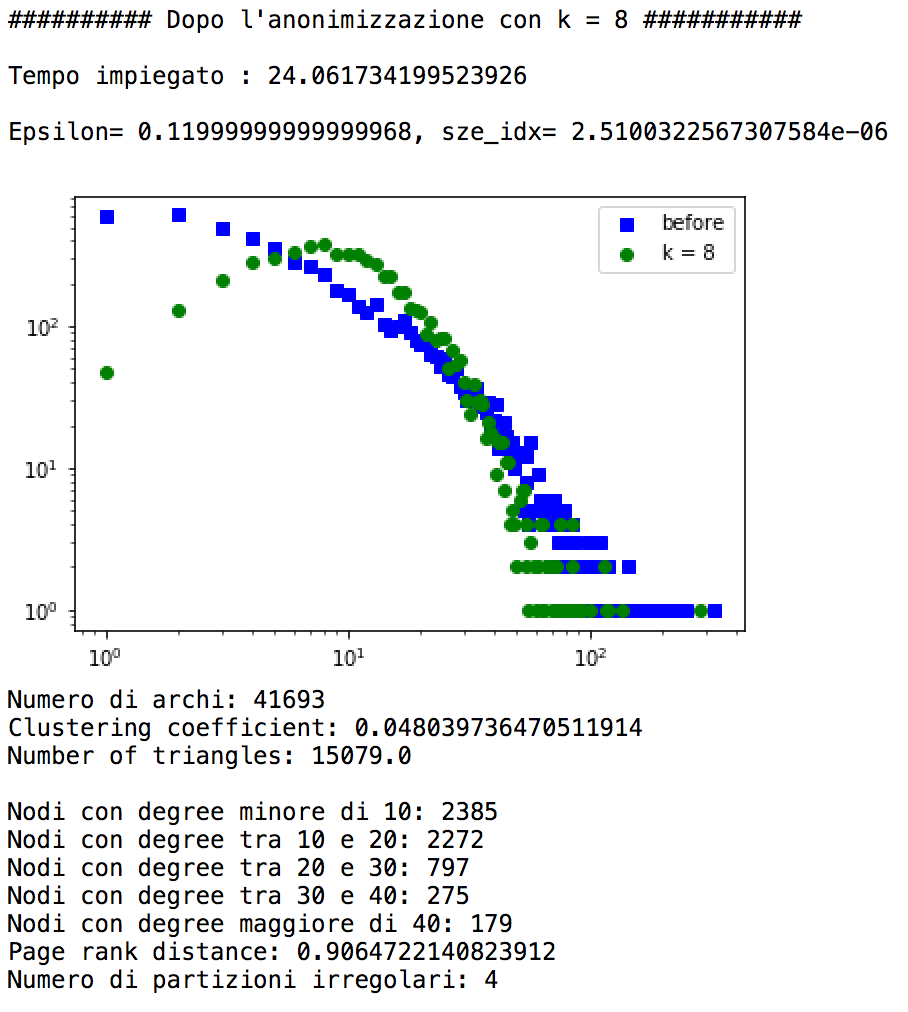 ########## Dopo l'anonimizzazione con k = 8 ###########
Tempo impiegato : 24.061734199523926
Epsilon= 0.11999999999999968, sze_idx= 2.5100322567307584e-06
before
k = 8
10²
10¹
10⁰
10⁰ 10¹ 10²
Numero di archi: 41693
Clustering coefficient: 0.048039736470511914
Number of triangles: 15079.0
Nodi con degree minore di 10: 2385
Nodi con degree tra 10 e 20: 2272
Nodi con degree tra 20 e 30: 797
Nodi con degree tra 30 e 40: 275
Nodi con degree maggiore di 40: 179
Page rank distance: 0.9064722140823912
Numero di partizioni irregolari: 4